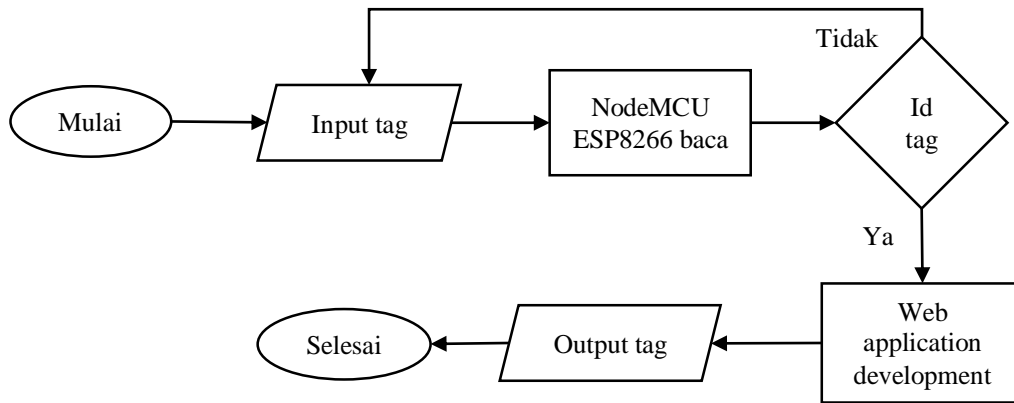 Tidak
Mulai
Input tag
NodeMCU
ESP8266 baca
Id
tag
Ya
Selesai
Output tag
Web
application
development